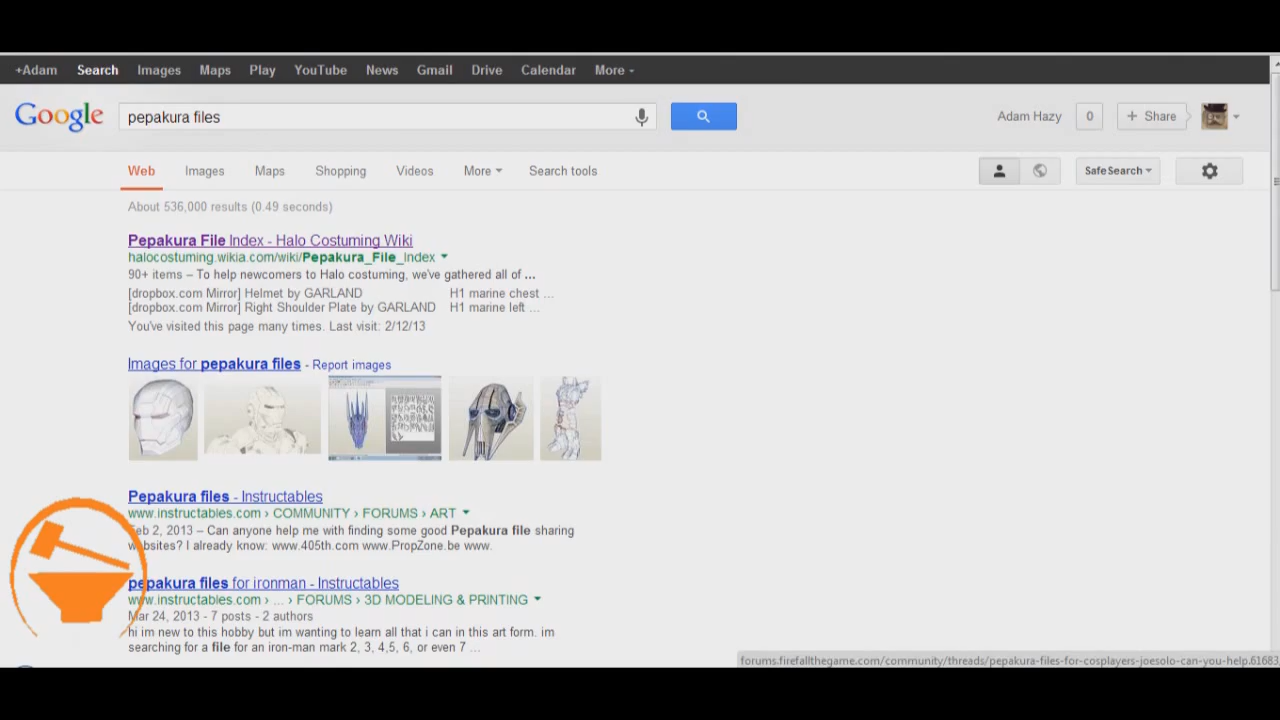 +Adam Search Images Maps Play YouTube News Gmail Drive Calendar More
Google pepakura files Adam Hazy 0 + Share
Web Images Maps Shopping Videos More Search tools SafeSearch
About 536,000 results (0.49 seconds)
Pepakura File Index - Halo Costuming Wiki
halocostuming.wikia.com/wiki/Pepakura_File_Index
90+ items – To help newcomers to Halo costuming, we've gathered all of ...
[dropbox.com Mirror] Helmet by GARLAND H1 marine chest ...
[dropbox.com Mirror] Right Shoulder Plate by GARLAND H1 marine left ...
You've visited this page many times. Last visit: 2/12/13
Images for pepakura files - Report images
Pepakura files - Instructables
www.instructables.com › COMMUNITY › FORUMS › ART
Feb 2, 2013 – Can anyone help me with finding some good Pepakura file sharing
websites? I already know: www.405th.com www.PropZone.be www.
pepakura files for ironman - Instructables
www.instructables.com › ... › FORUMS › 3D MODELING & PRINTING
Mar 24, 2013 - 7 posts - 2 authors
hi im new to this hobby but im wanting to learn all that i can in this art form. im
searching for a file for an iron-man mark 2, 3, 4,5, 6, or even 7 ...
forums.firefallthegame.com/community/threads/pepakura-files-for-cosplayers-joesolo-can-you-help.61683